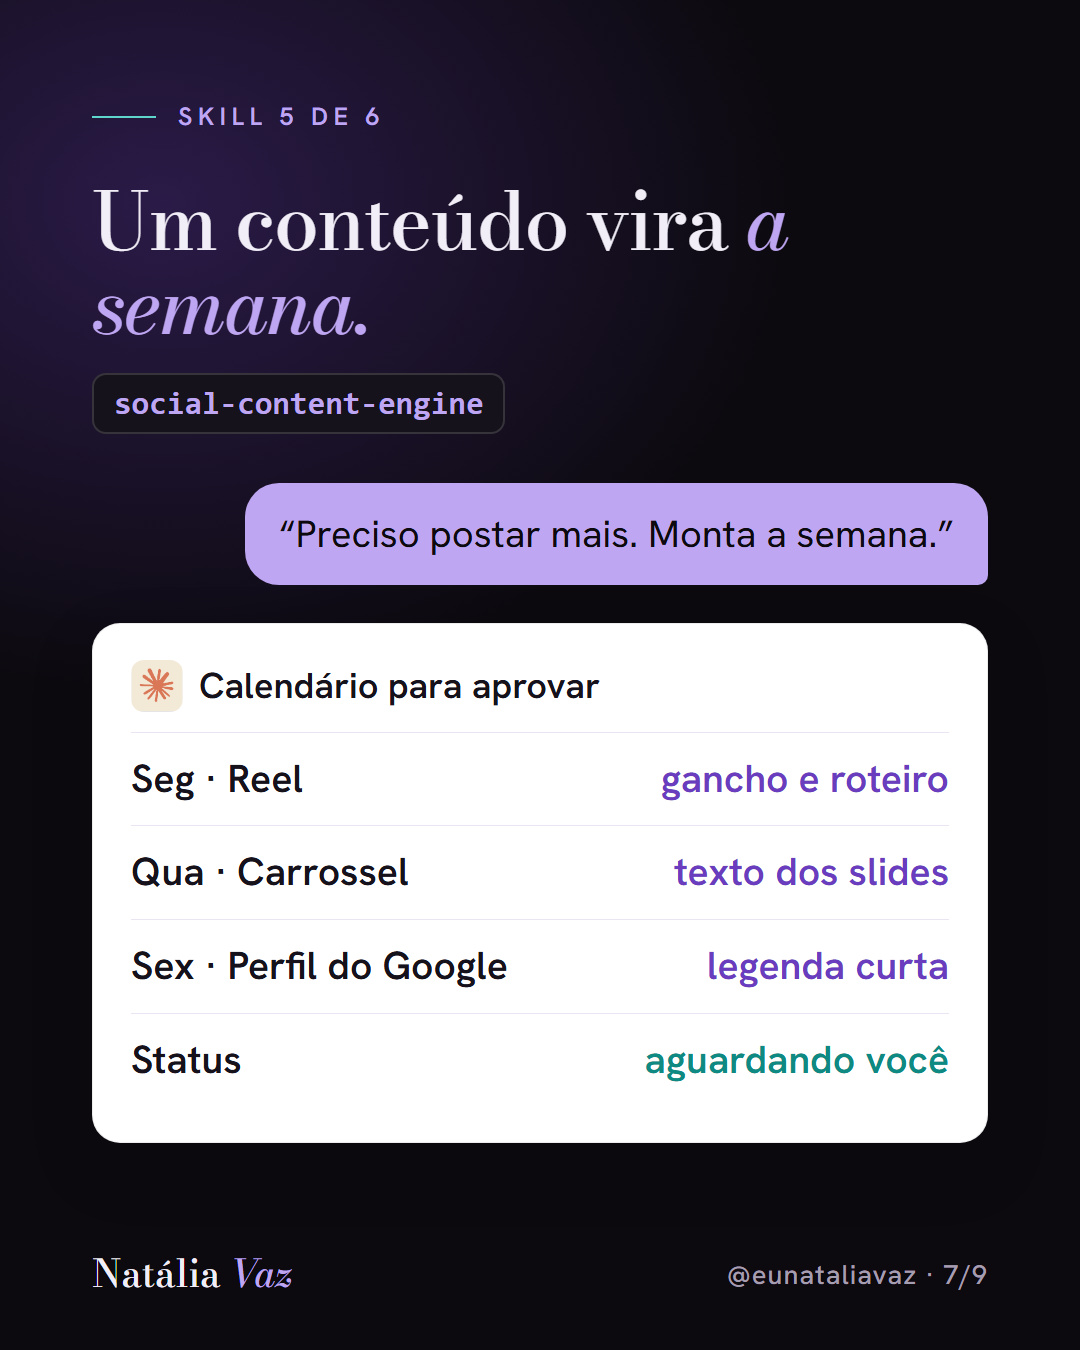 SKILL 5 DE 6
Um conteúdo vira a
semana.
social-content-engine
“Preciso postar mais. Monta a semana.”
Calendário para aprovar
Seg · Reel gancho e roteiro
Qua · Carrossel texto dos slides
Sex · Perfil do Google legenda curta
Status aguardando você
Natália Vaz @eunataliavaz · 7/9